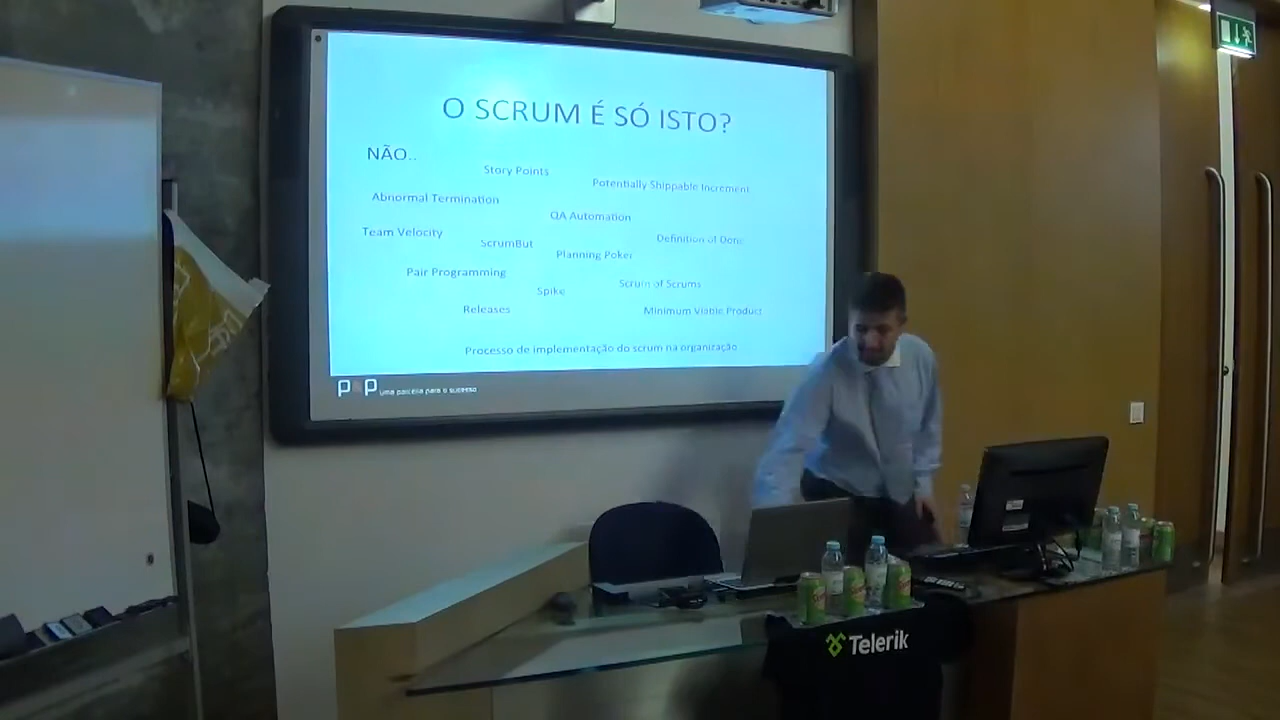 O SCRUM É SÓ ISTO?
NÃO..
Story Points
Potentially Shippable Increment
Abnormal Termination
QA Automation
Team Velocity
Definition of Done
ScrumBut
Planning Poker
Pair Programming
Scrum of Scrums
Spike
Releases
Minimum Viable Product
Processo de implementação do scrum na organização
uma parcéria para o sucesso
Telerik